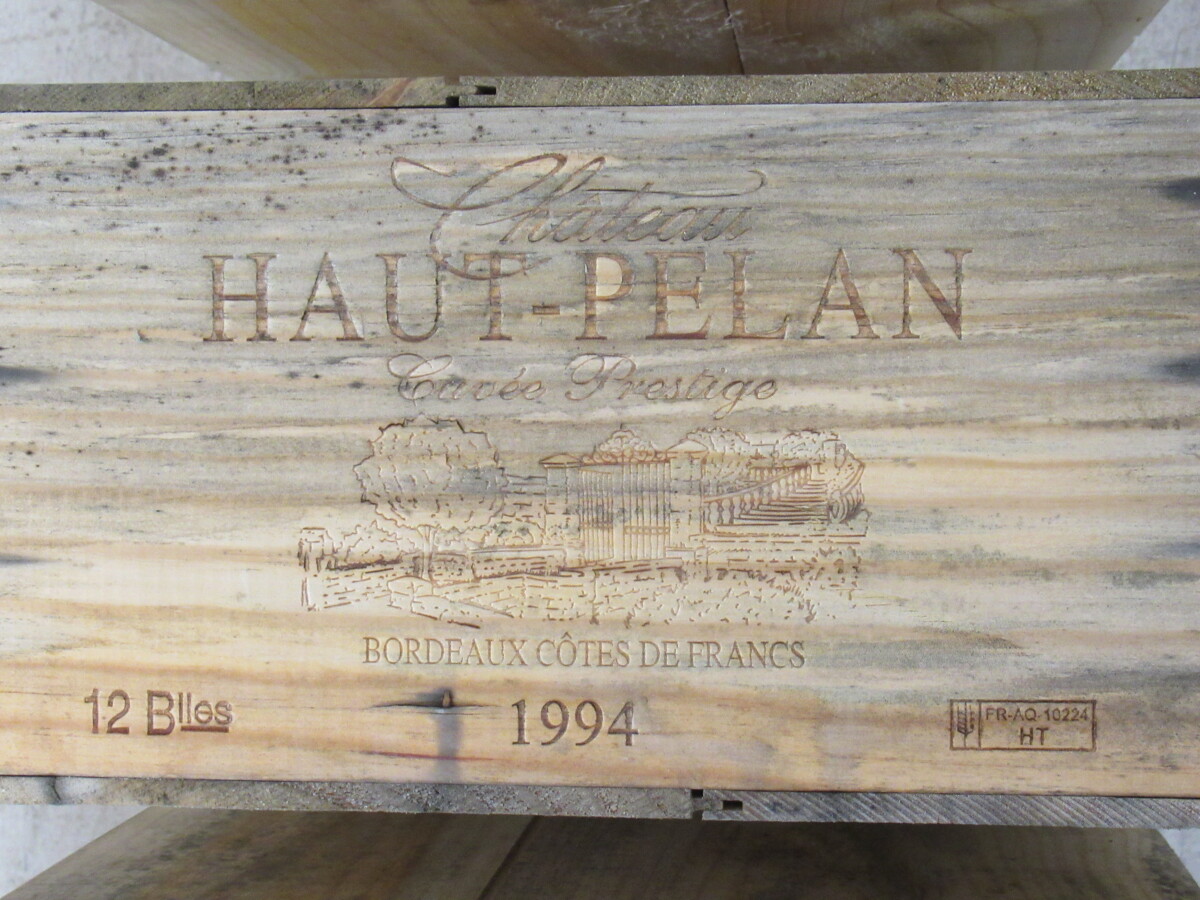 Château
HAUT-PELAN
Cuvée Prestige
BORDEAUX CÔTES DE FRANCS
12 Blles
1994
FR-AQ-10224
HT